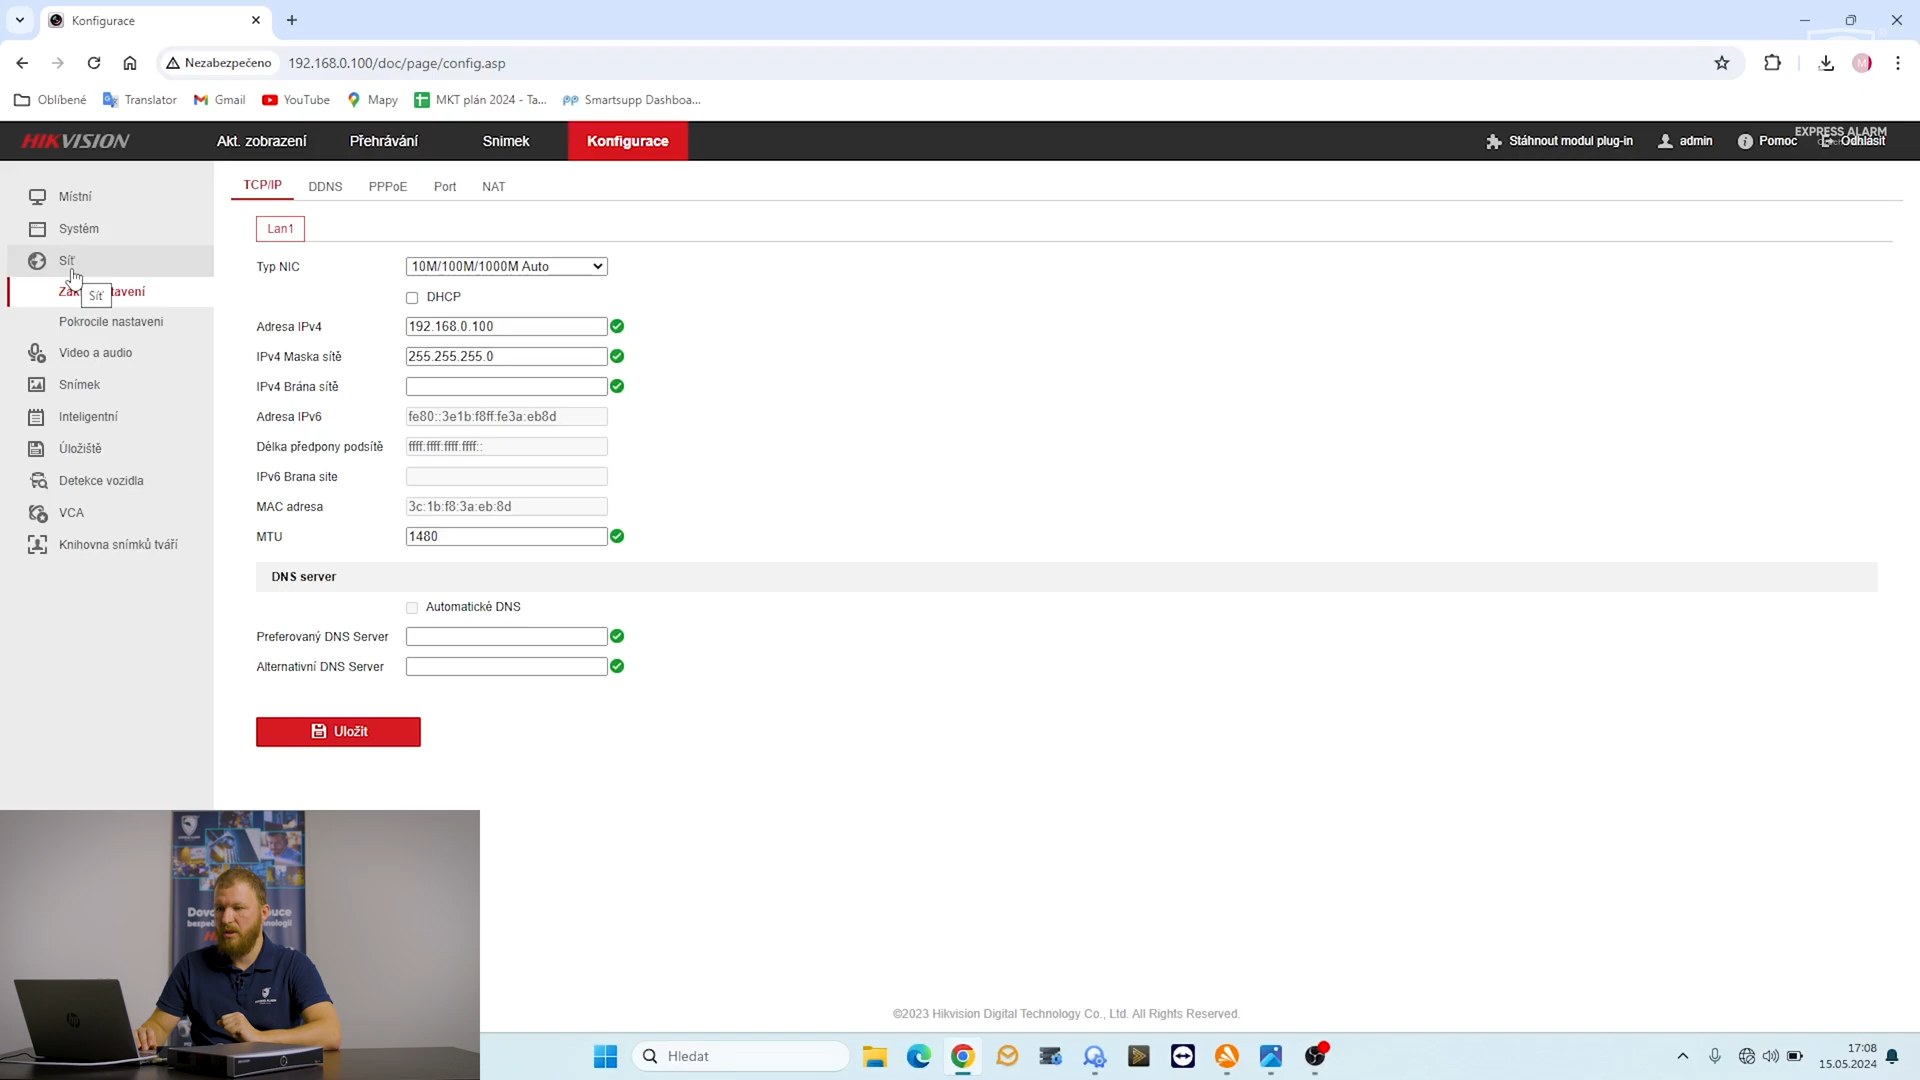 Konfigurace
Nezabezpečeno
192.168.0.100/doc/page/config.asp
Oblíbené
Translator
Gmail
YouTube
Mapy
MKT plán 2024 - Ta...
Smartsupp Dashboa...
HIKVISION
Akt. zobrazení
Přehrávání
Snimek
Konfigurace
Stáhnout modul plug-in
admin
Pomoc
EXPRESS ALARM
Odhlásit
Místní
Systém
Síť
Síť
Pokrocile nastaveni
Video a audio
Snímek
Inteligentní
Úložiště
Detekce vozidla
VCA
Knihovna snímků tváří
TCP/IP
DDNS
PPPoE
Port
NAT
Lan1
Typ NIC
10M/100M/1000M Auto
DHCP
Adresa IPv4
192.168.0.100
IPv4 Maska sítě
255.255.255.0
IPv4 Brána sítě
Adresa IPv6
fe80::3e1b:f8ff:fe3a:eb8d
Délka předpony podsítě
ffff:ffff:ffff:ffff::
IPv6 Brana site
MAC adresa
3c:1b:f8:3a:eb:8d
MTU
1480
DNS server
Automatické DNS
Preferovaný DNS Server
Alternativní DNS Server
Uložit
©2023 Hikvision Digital Technology Co., Ltd. All Rights Reserved.
Hledat
17:08
15.05.2024